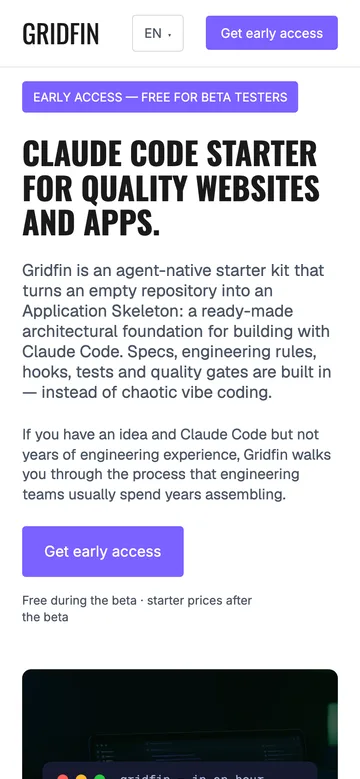 GRIDFIN
EN
Get early access
EARLY ACCESS — FREE FOR BETA TESTERS
CLAUDE CODE STARTER
FOR QUALITY WEBSITES
AND APPS.
Gridfin is an agent-native starter kit that
turns an empty repository into an
Application Skeleton: a ready-made
architectural foundation for building with
Claude Code. Specs, engineering rules,
hooks, tests and quality gates are built in
— instead of chaotic vibe coding.
If you have an idea and Claude Code but not
years of engineering experience, Gridfin walks
you through the process that engineering
teams usually spend years assembling.
Get early access
Free during the beta · starter prices after
the beta